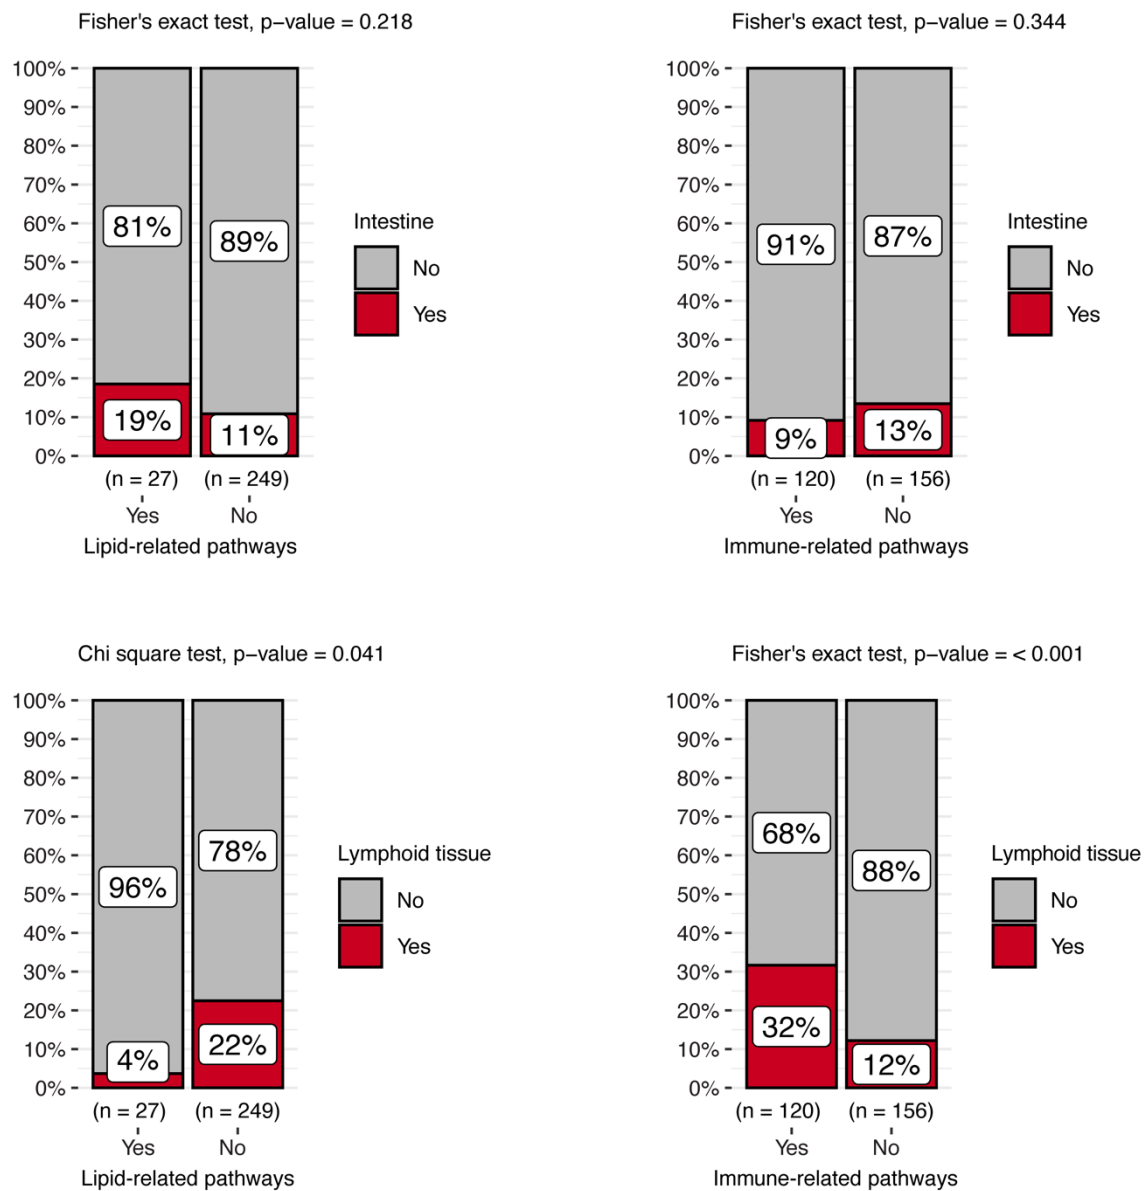 Fisher's exact test, p−value = 0.218
100%
90%
80%
70%
60%
50%
40%
30%
20%
10%
0%
81%
89%
19%
11%
(n = 27) (n = 249)
Yes No
Lipid-related pathways
Intestine
No
Yes
Fisher's exact test, p−value = 0.344
100%
90%
80%
70%
60%
50%
40%
30%
20%
10%
0%
91%
87%
9%
13%
(n = 120) (n = 156)
Yes No
Immune-related pathways
Intestine
No
Yes
Chi square test, p−value = 0.041
100%
90%
80%
70%
60%
50%
40%
30%
20%
10%
0%
96%
78%
4%
22%
(n = 27) (n = 249)
Yes No
Lipid-related pathways
Lymphoid tissue
No
Yes
Fisher's exact test, p−value = < 0.001
100%
90%
80%
70%
60%
50%
40%
30%
20%
10%
0%
68%
88%
32%
12%
(n = 120) (n = 156)
Yes No
Immune-related pathways
Lymphoid tissue
No
Yes